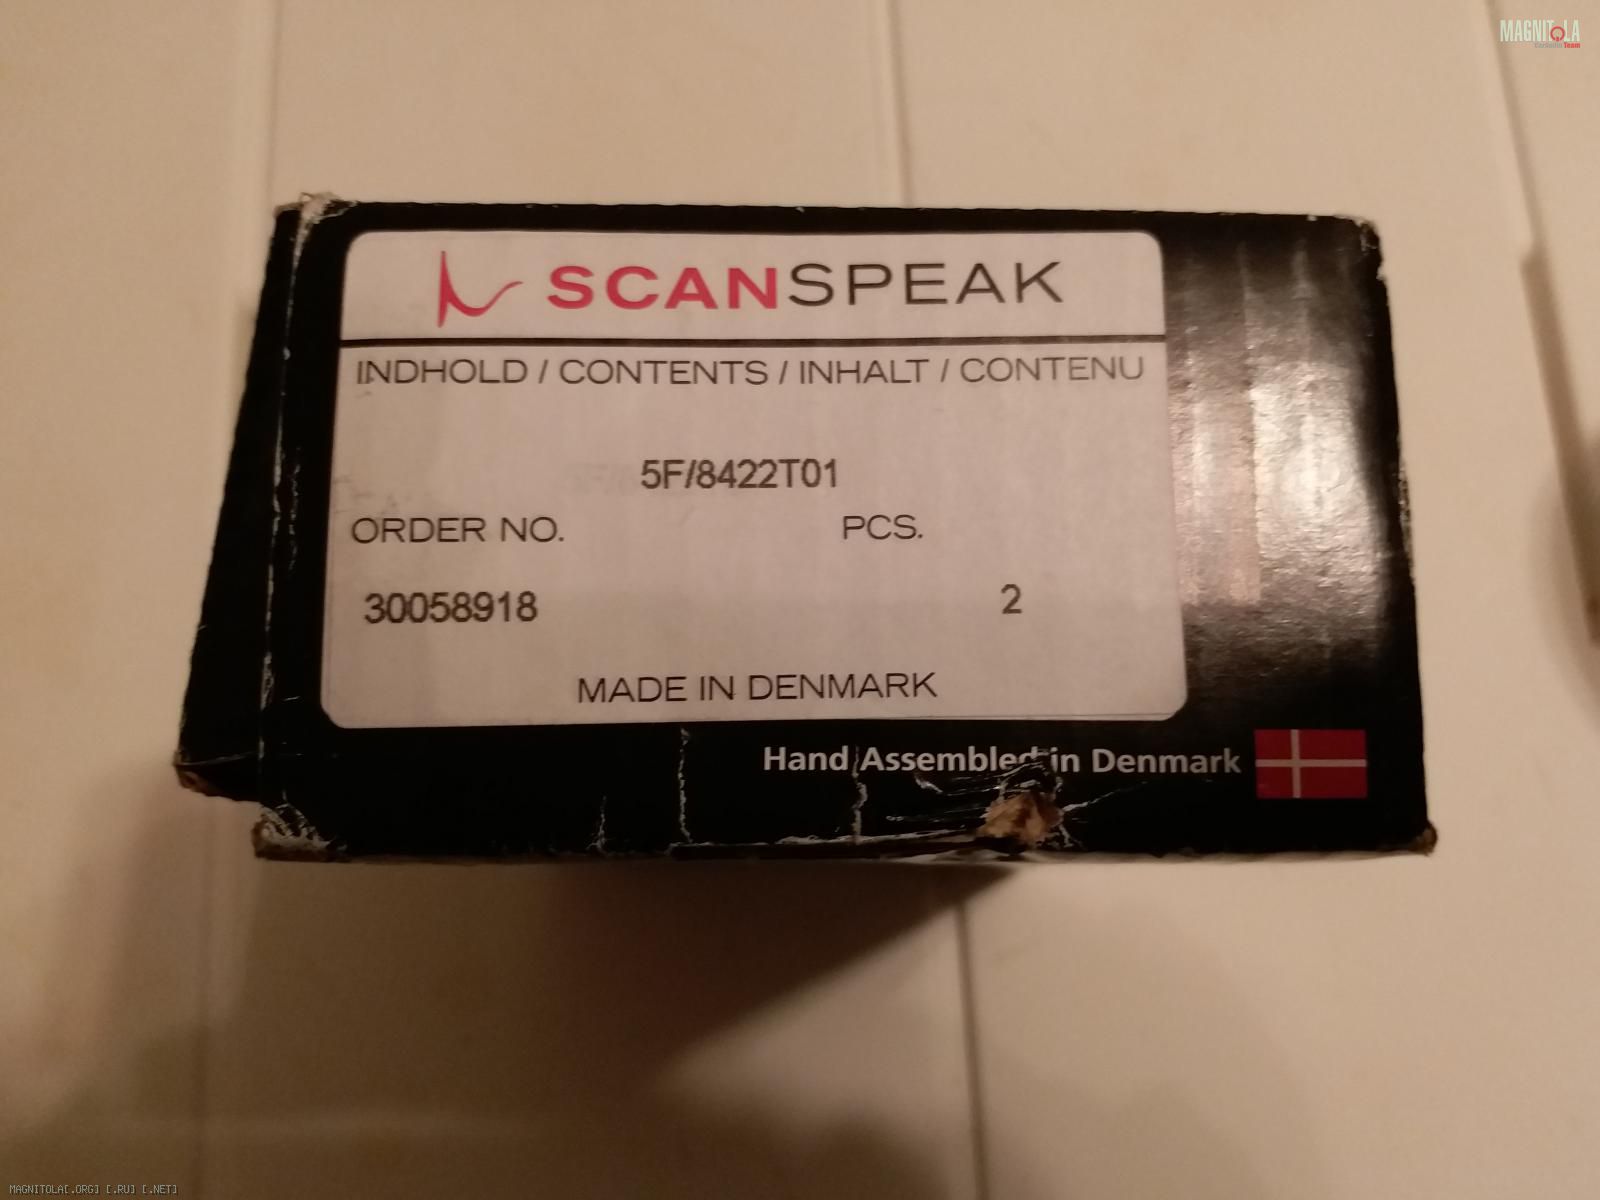 MAGNITOLA
Team
SCANSPEAK
INDHOLD / CONTENTS / INHALT / CONTENU
5F/8422T01
ORDER NO. PCS.
30058918 2
MADE IN DENMARK
Hand Assembled in Denmark
MAGNITOLA[.ORG] [.RU] [.NET]